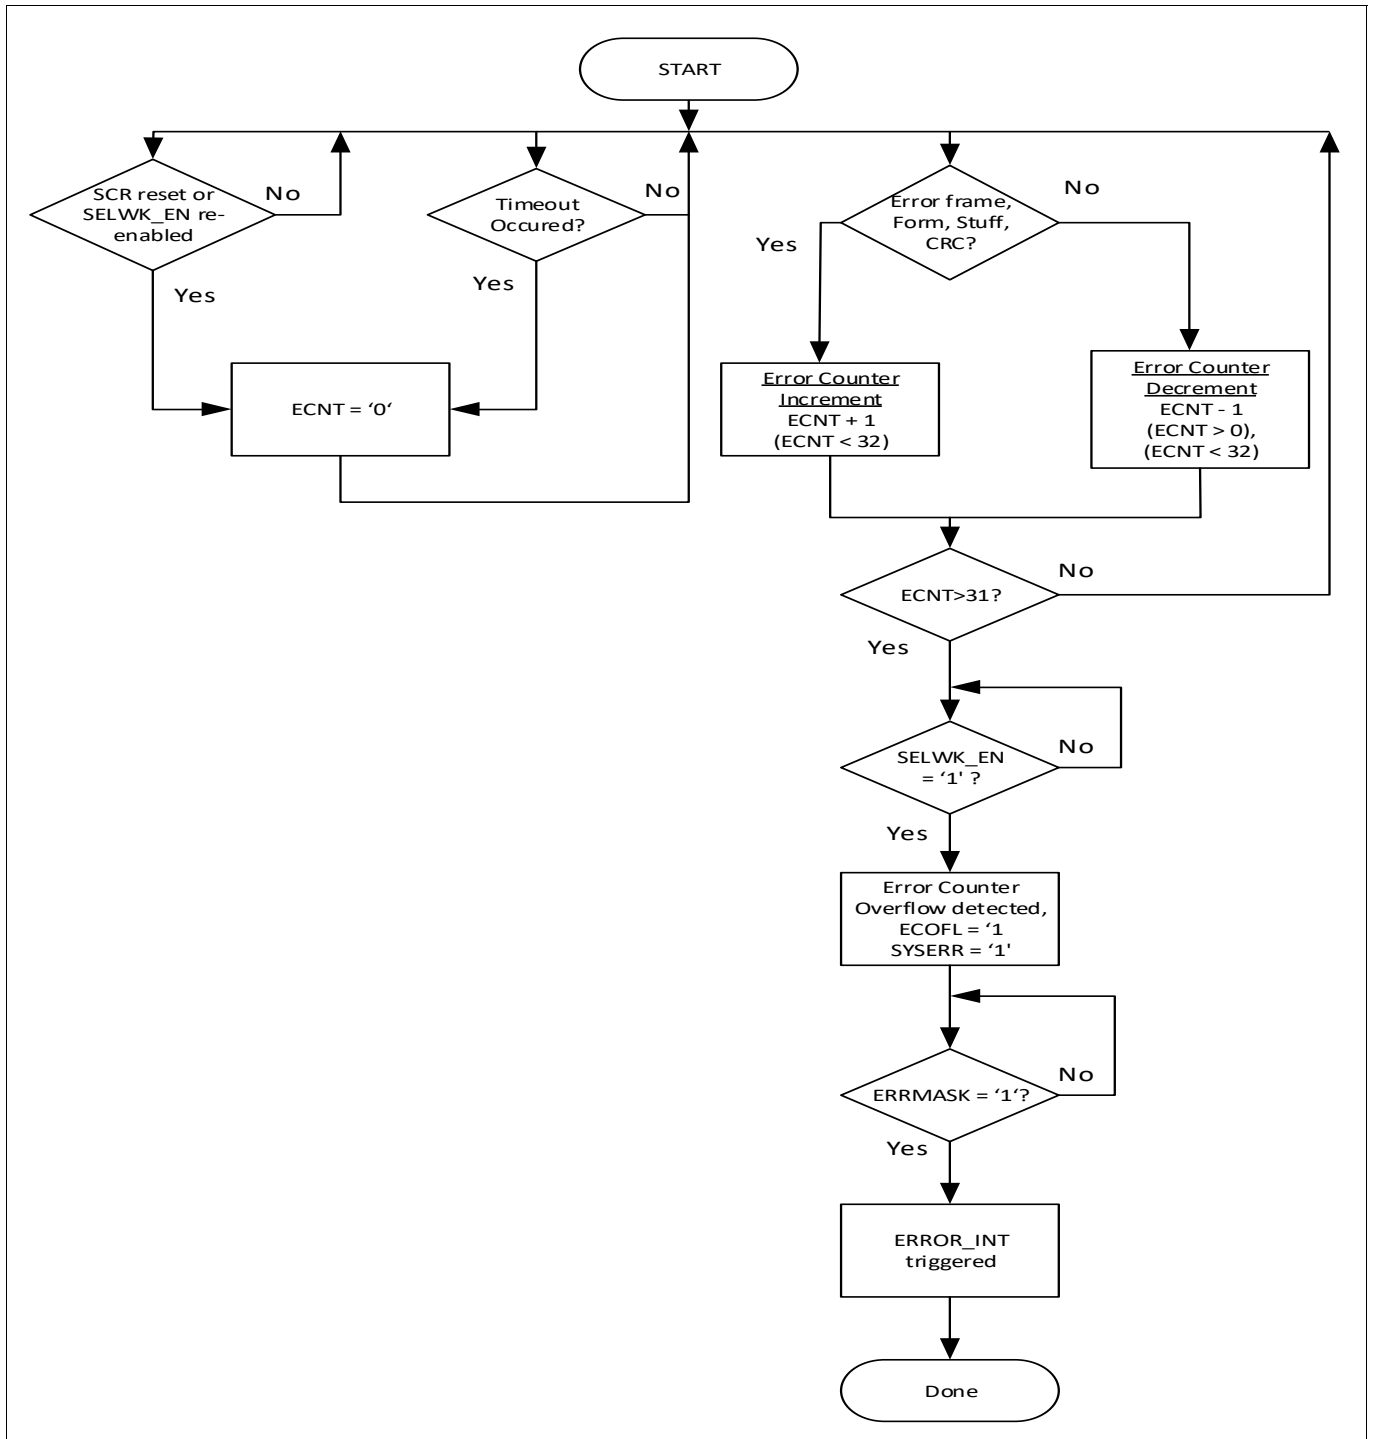 START
SCR reset or
SELWK_EN re-
enabled
No
Yes
Timeout
Occured?
No
Yes
ECNT = ‘0‘
Error frame,
Form, Stuff,
CRC?
No
Yes
Error Counter
Increment
ECNT + 1
(ECNT < 32)
Error Counter
Decrement
ECNT - 1
(ECNT > 0),
(ECNT < 32)
ECNT>31?
No
Yes
SELWK_EN
= ‘1' ?
No
Yes
Error Counter
Overflow detected,
ECOFL = ‘1
SYSERR = ‘1'
ERRMASK = ‘1‘?
No
Yes
ERROR_INT
triggered
Done